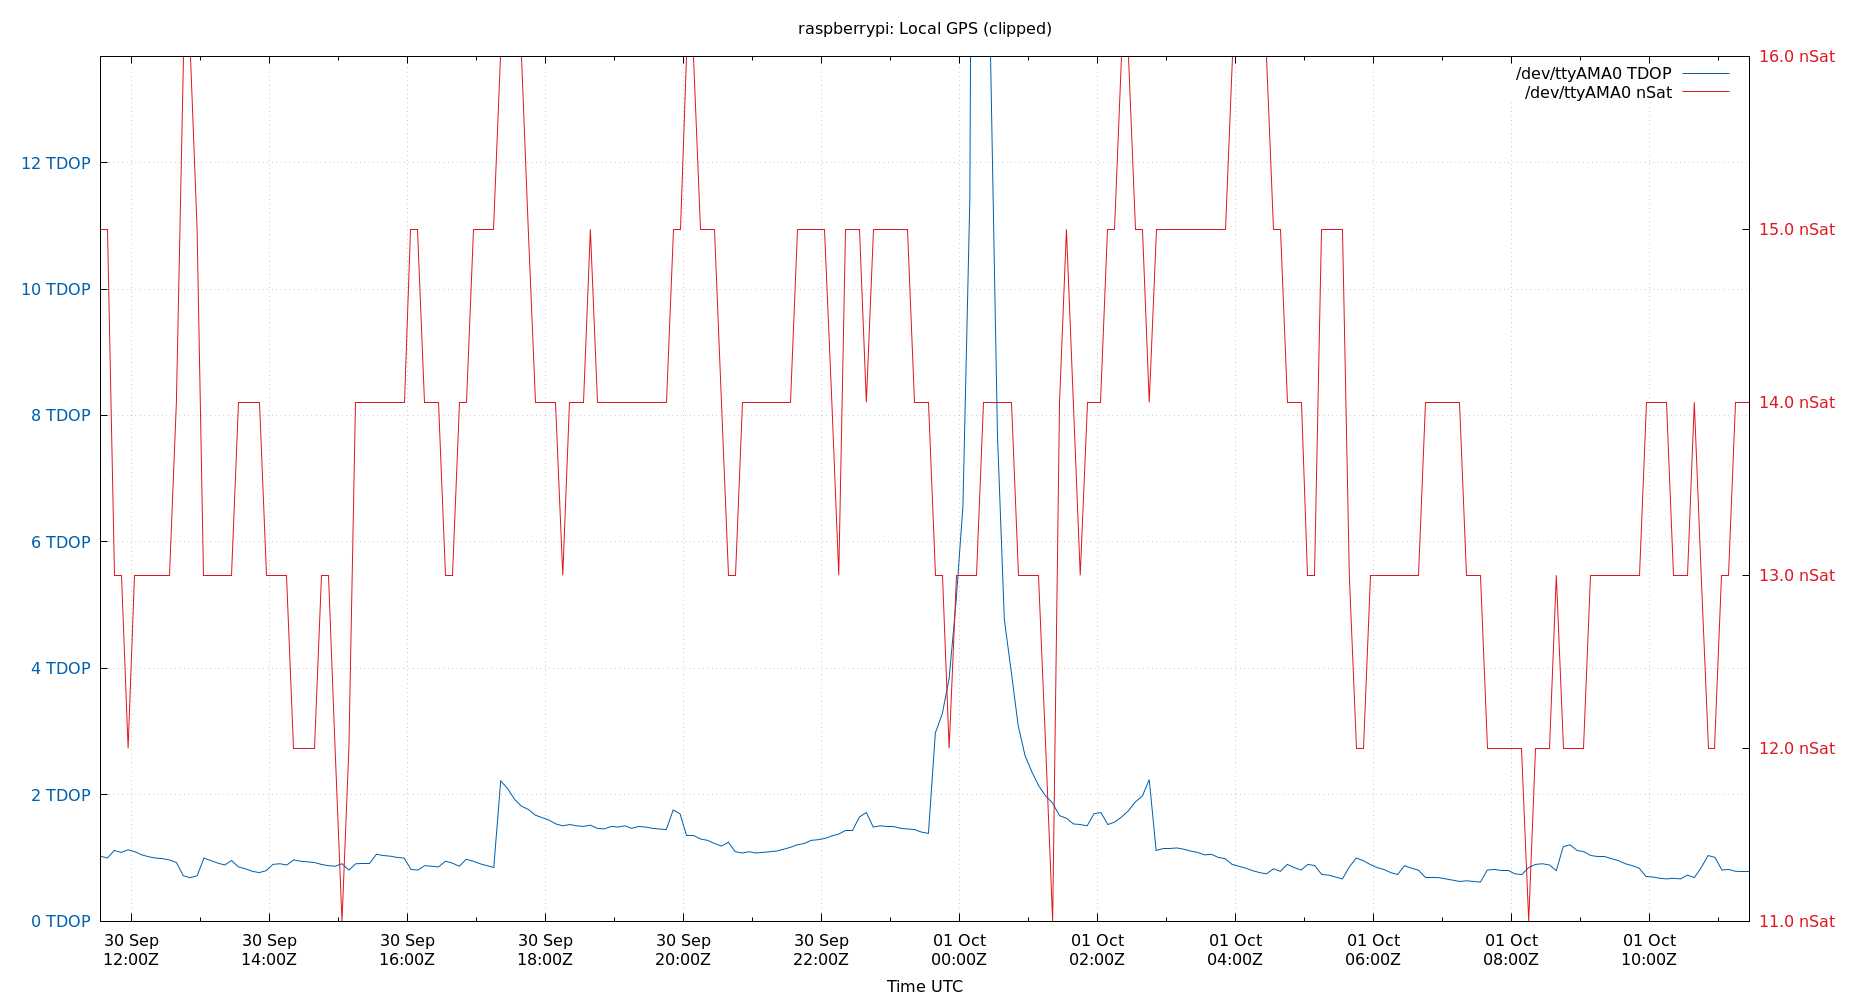 raspberrypi: Local GPS (clipped)
16.0 nSat
/dev/ttyAMA0 TDOP
/dev/ttyAMA0 nSat
12 TDOP
15.0 nSat
10 TDOP
14.0 nSat
8 TDOP
6 TDOP
13.0 nSat
4 TDOP
12.0 nSat
2 TDOP
0 TDOP
11.0 nSat
30 Sep 30 Sep 30 Sep 30 Sep 30 Sep 30 Sep 01 Oct 01 Oct 01 Oct 01 Oct 01 Oct 01 Oct
12:00Z 14:00Z 16:00Z 18:00Z 20:00Z 22:00Z 00:00Z 02:00Z 04:00Z 06:00Z 08:00Z 10:00Z
Time UTC